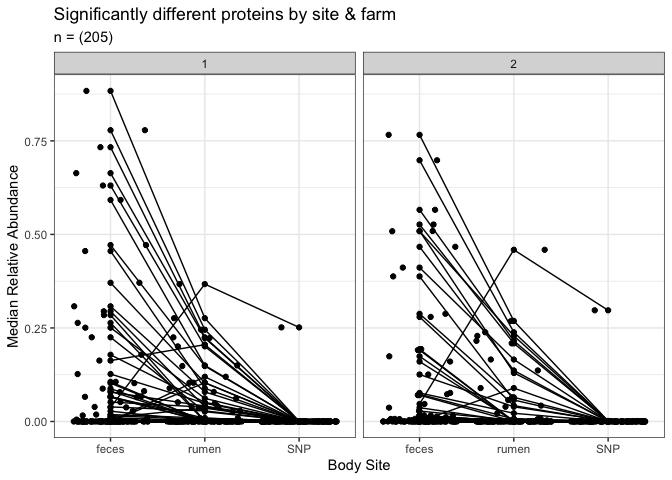 Significantly different proteins by site & farm
n = (205)
1
2
Median Relative Abundance
0.75
0.50
0.25
0.00
feces
rumen
SNP
feces
rumen
SNP
Body Site